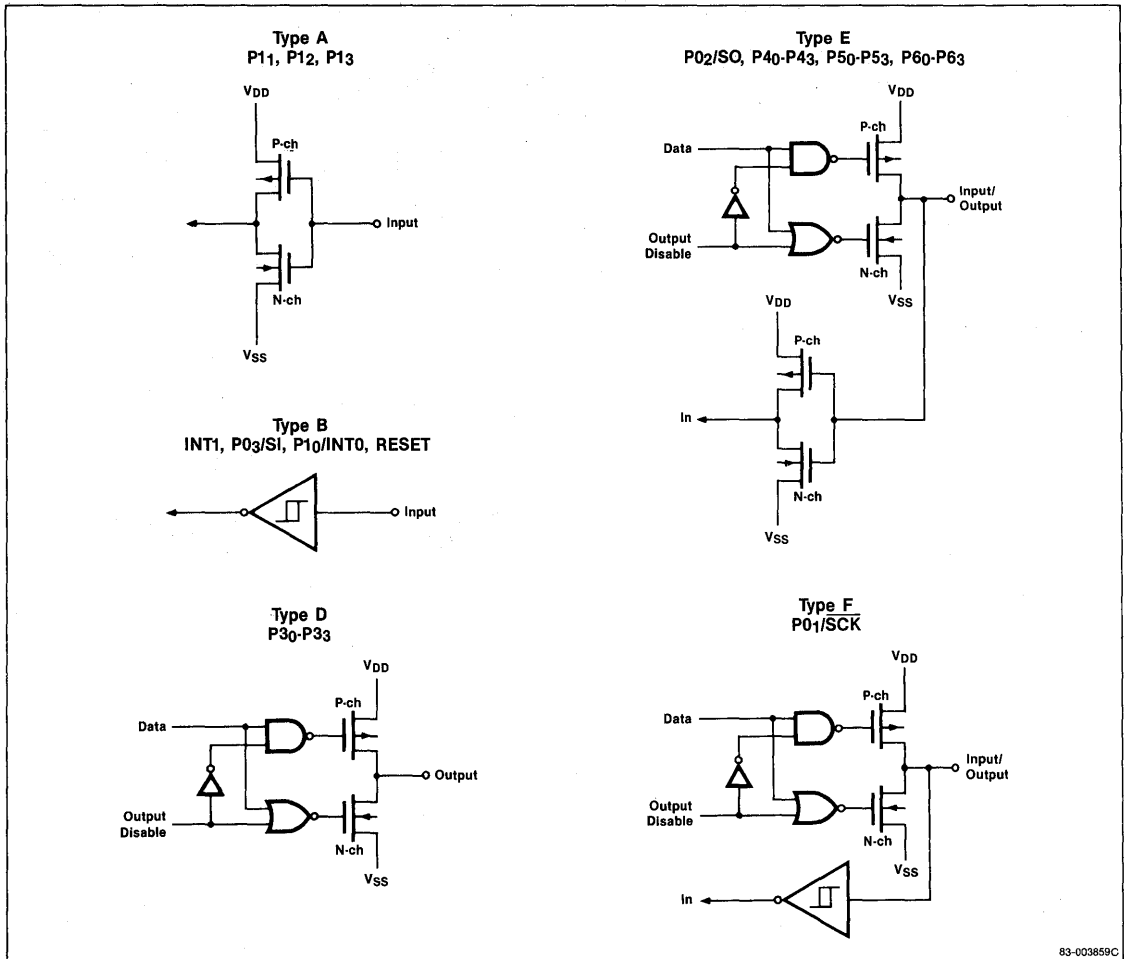 Type A
P11, P12, P13
VDD
P-ch
Input
N-ch
VSS
Type B
INT1, P03/SI, P10/INT0, RESET
Input
Type D
P30-P33
VDD
P-ch
Data
Output
Output
Disable
N-ch
VSS
Type E
P02/SO, P40-P43, P50-P53, P60-P63
VDD
P-ch
Data
Input/
Output
Output
Disable
N-ch
VSS
VDD
P-ch
In
N-ch
VSS
Type F
P01/SCK
VDD
P-ch
Data
Input/
Output
Output
Disable
N-ch
VSS
In
83-003859C